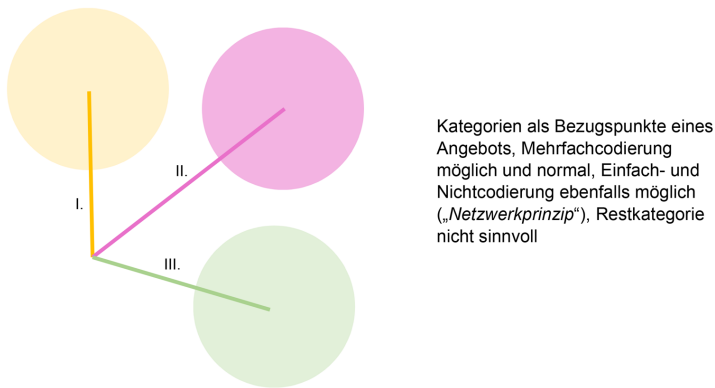 I.
II.
III.
Kategorien als Bezugspunkte eines
Angebots, Mehrfachcodierung
möglich und normal, Einfach- und
Nichtcodierung ebenfalls möglich
(„Netzwerkprinzip“), Restkategorie
nicht sinnvoll